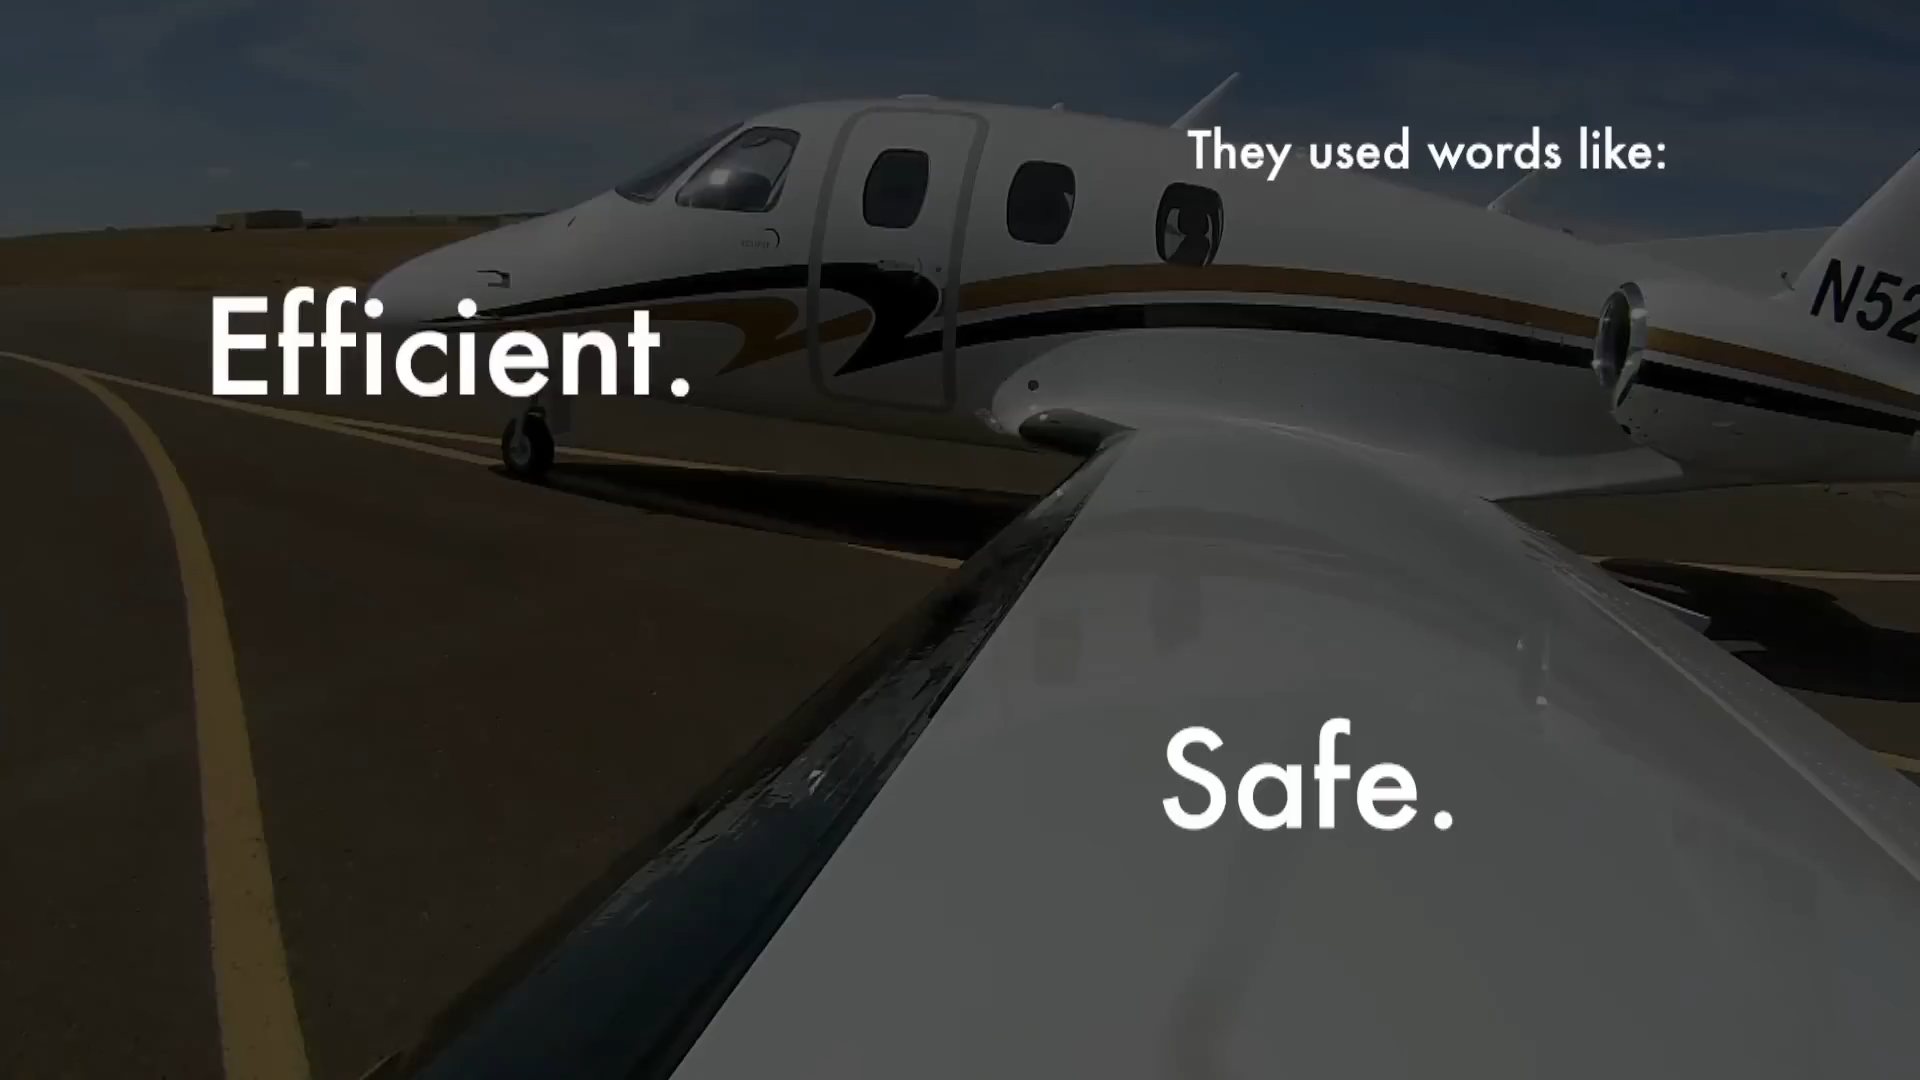 They used words like:
Efficient.
N52
Safe.